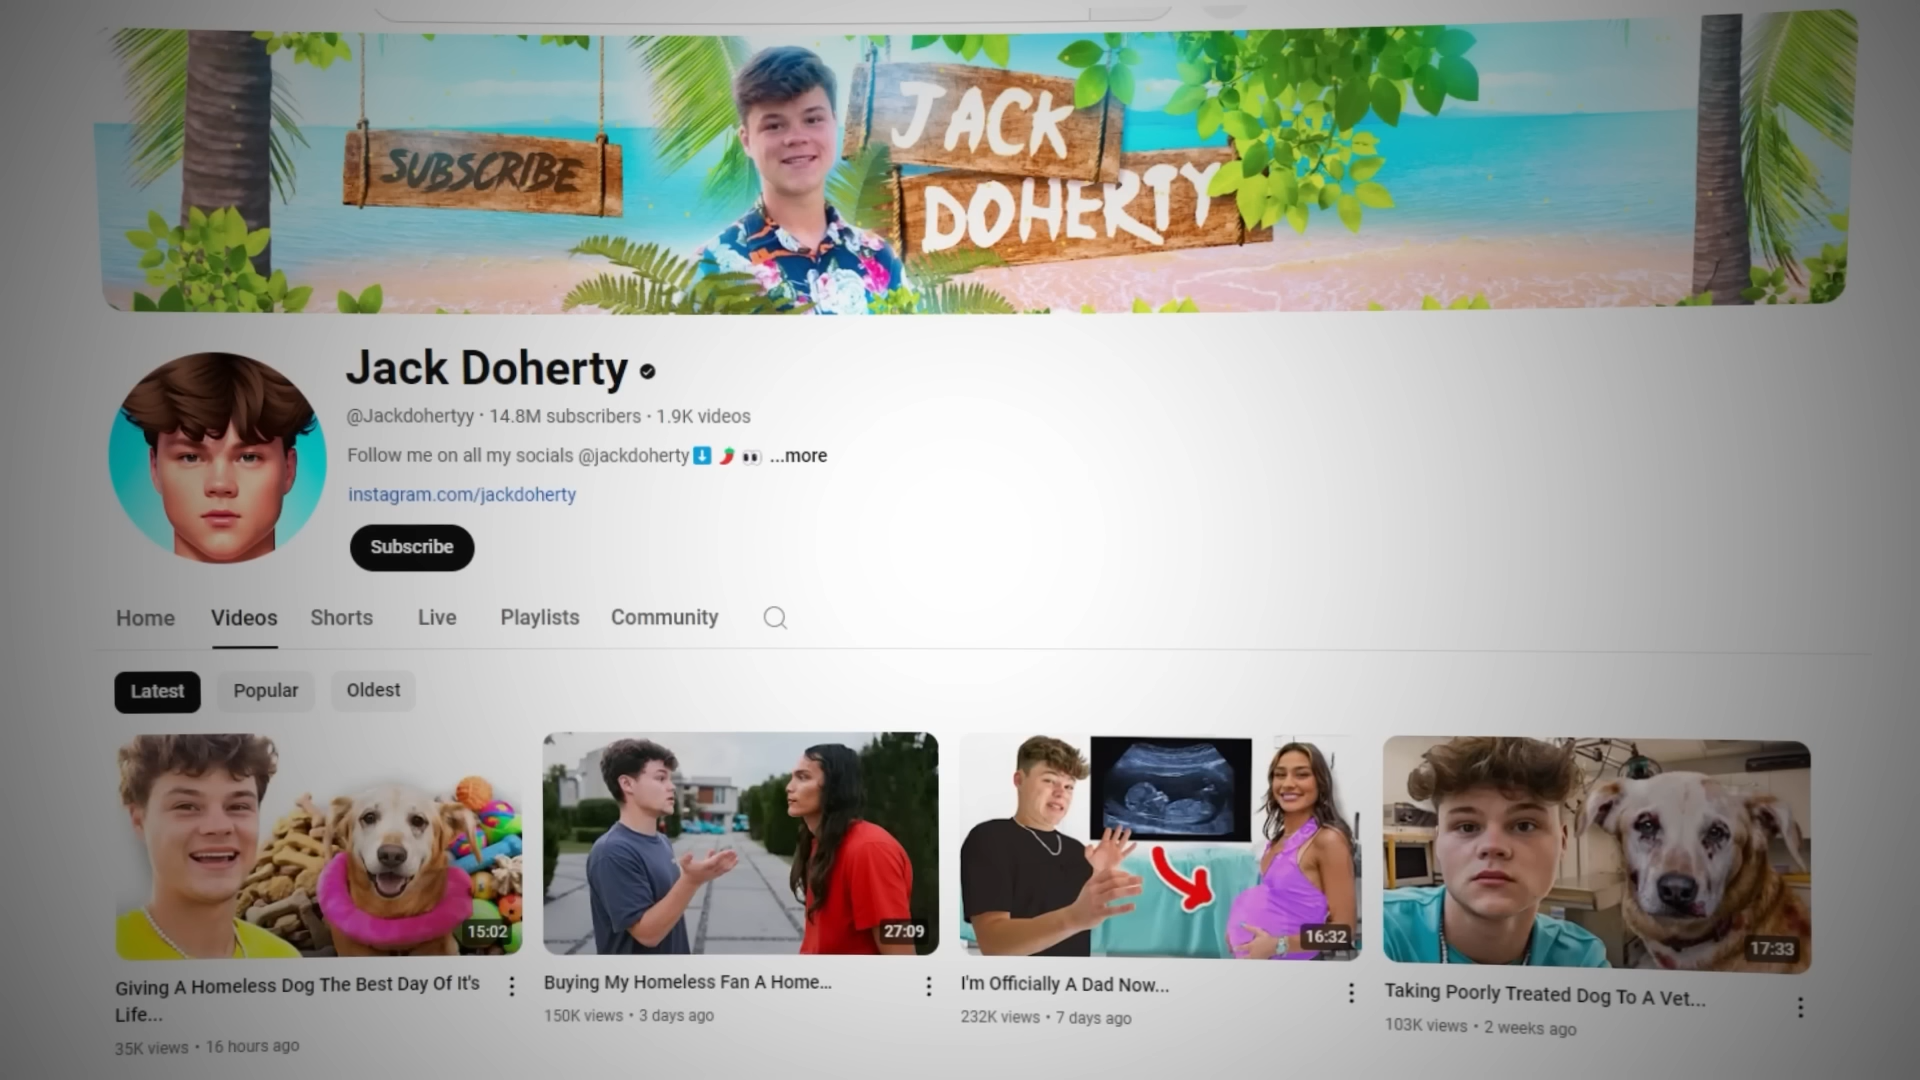 SUBSCRIBE
JACK
DOHERTY
Jack Doherty
@Jackdohertyy · 14.8M subscribers · 1.9K videos
Follow me on all my socials @jackdoherty⬇️ 🌶️ 👀 ...more
instagram.com/jackdoherty
Subscribe
Home Videos Shorts Live Playlists Community
Latest Popular Oldest
15:02 27:09 16:32 17:33
Giving A Homeless Dog The Best Day Of It's
Life...
35K views • 16 hours ago
Buying My Homeless Fan A Home...
150K views • 3 days ago
I'm Officially A Dad Now...
232K views • 7 days ago
Taking Poorly Treated Dog To A Vet...
103K views • 2 weeks ago